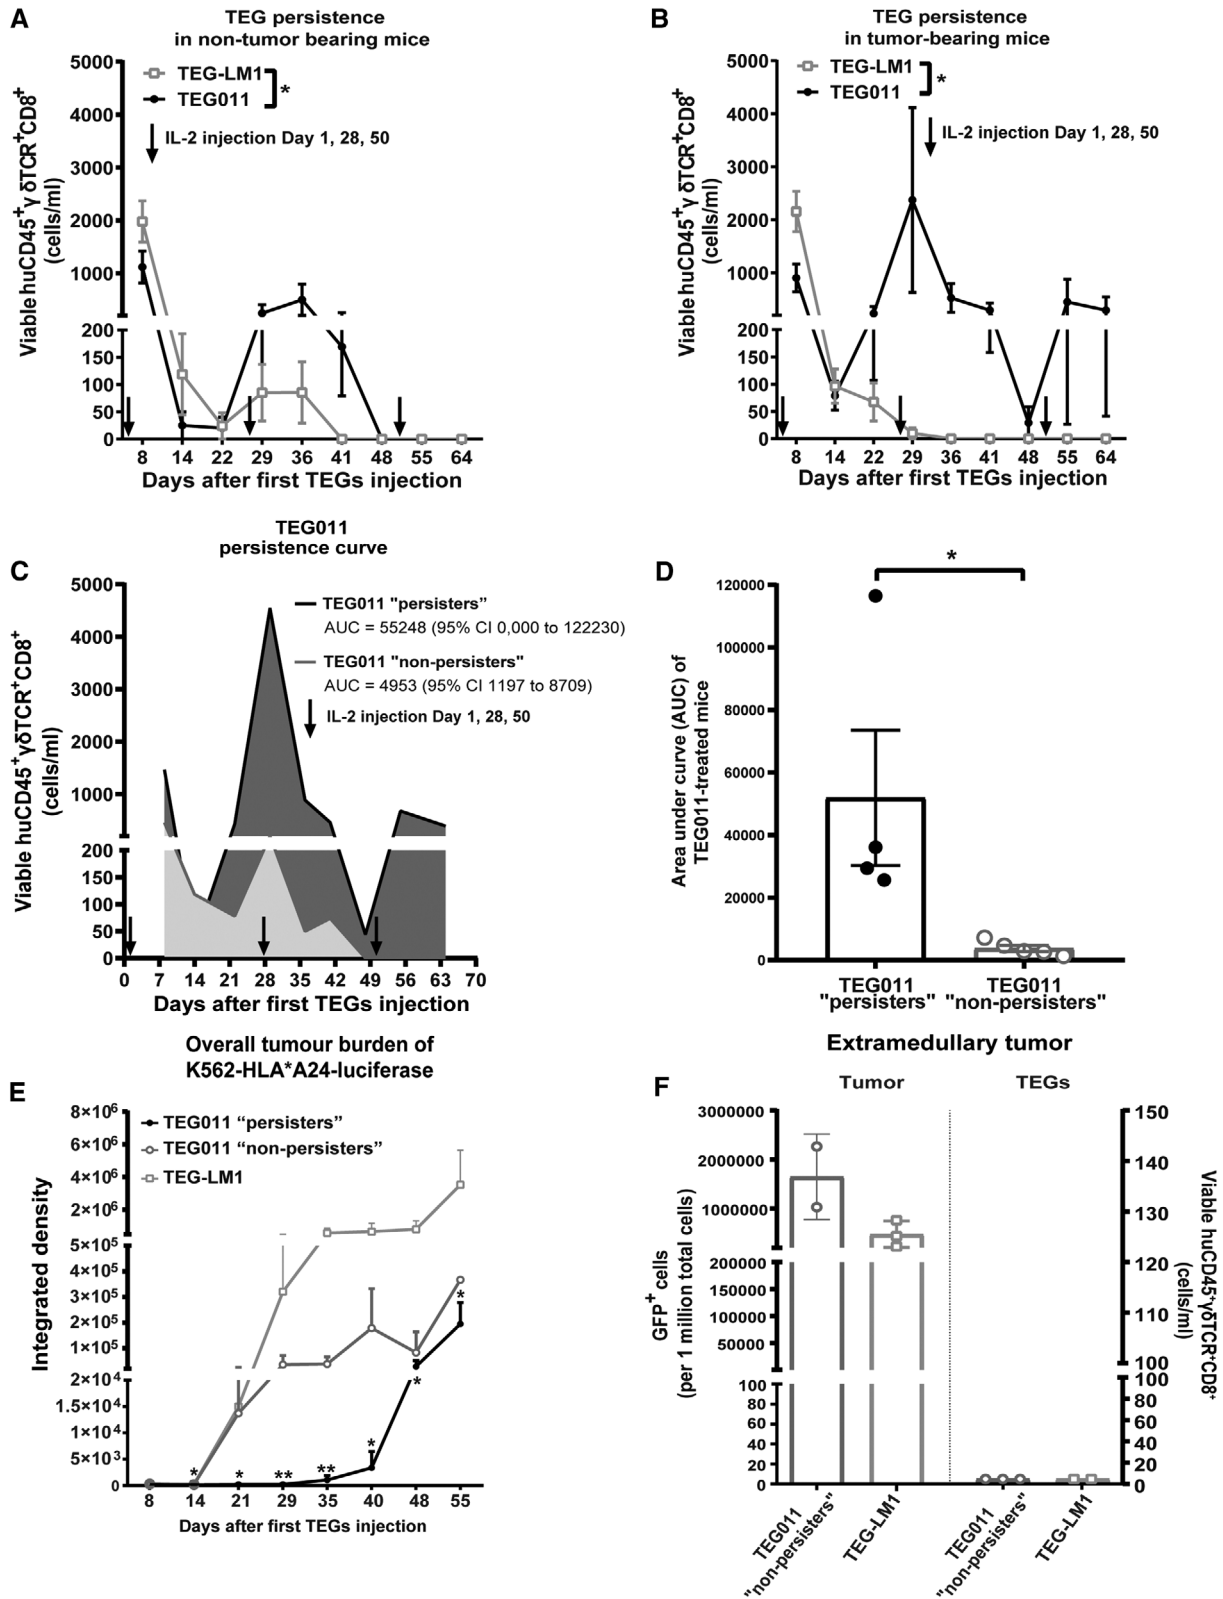 A
TEG persistence
in non-tumor bearing mice
Viable huCD45⁺γδTCR⁺CD8⁺
(cells/ml)
5000
4000
3000
2000
1000
200
150
100
50
0
TEG-LM1
TEG011
*
IL-2 injection Day 1, 28, 50
8 14 22 29 36 41 48 55 64
Days after first TEGs injection
B
TEG persistence
in tumor-bearing mice
Viable huCD45⁺γδTCR⁺CD8⁺
(cells/ml)
5000
4000
3000
2000
1000
200
150
100
50
0
TEG-LM1
TEG011
*
IL-2 injection Day 1, 28, 50
8 14 22 29 36 41 48 55 64
Days after first TEGs injection
C
TEG011
persistence curve
Viable huCD45⁺γδTCR⁺CD8⁺
(cells/ml)
5000
4000
3000
2000
1000
200
150
100
50
0
TEG011 "persisters"
AUC = 55248 (95% CI 0,000 to 122230)
TEG011 "non-persisters"
AUC = 4953 (95% CI 1197 to 8709)
IL-2 injection Day 1, 28, 50
0 7 14 21 28 35 42 49 56 63 70
Days after first TEGs injection
D
*
Area under curve (AUC) of
TEG011-treated mice
120000
100000
80000
60000
40000
20000
0
TEG011
"persisters"
TEG011
"non-persisters"
E
Overall tumour burden of
K562-HLA*A24-luciferase
Integrated density
8×10⁶
6×10⁶
4×10⁶
2×10⁶
5×10⁵
4×10⁵
3×10⁵
2×10⁵
1×10⁵
2×10⁴
1.5×10⁴
1×10⁴
5×10³
0
TEG011 “persisters”
TEG011 “non-persisters”
TEG-LM1
* * ** ** * * *
8 14 21 29 35 40 48 55
Days after first TEGs injection
F
Extramedullary tumor
Tumor
TEGs
GFP⁺ cells
(per 1 million total cells)
3000000
2000000
1000000
200000
150000
100000
50000
100
80
60
40
20
0
150
140
130
120
110
100
100
80
60
40
20
0
Viable huCD45⁺γδTCR⁺CD8⁺
(cells/ml)
TEG011
"non-persisters"
TEG-LM1
TEG011
"non-persisters"
TEG-LM1